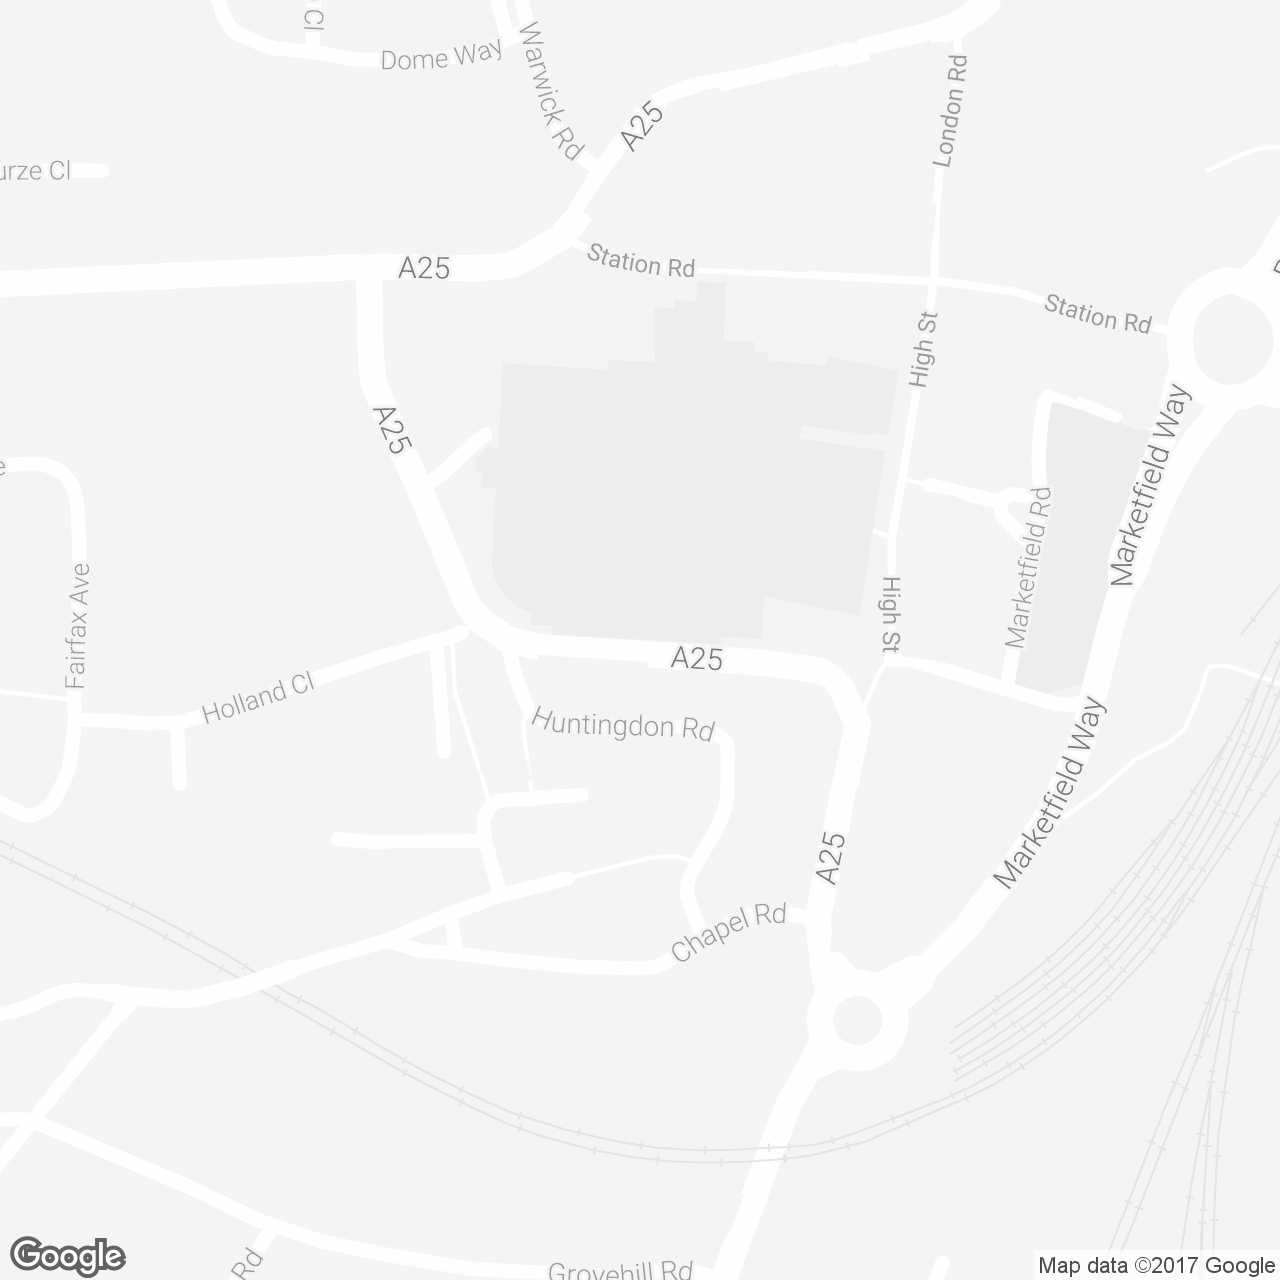 Cl
Dome Way
Warwick Rd
A25
London Rd
urze Cl
A25
Station Rd
Station Rd
High St
A25
Marketfield Way
Marketfield Rd
Fairfax Ave
High St
A25
Holland Cl
Huntingdon Rd
Marketfield Way
A25
Chapel Rd
Google
Rd
Grovehill Rd
Map data ©2017 Google